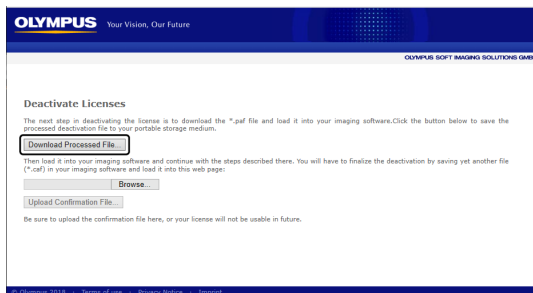 OLYMPUS Your Vision, Our Future
OLYMPUS SOFT IMAGING SOLUTIONS GMB
Deactivate Licenses
The next step in deactivating the license is to download the *.paf file and load it into your imaging software.Click the button below to save the
processed deactivation file to your portable storage medium.
Download Processed File...
Then load it into your imaging software and continue with the steps described there. You will have to finalize the deactivation by saving yet another file
(*.caf) in your imaging software and load it into this web page:
Browse...
Upload Confirmation File...
Be sure to upload the confirmation file here, or your license will not be usable in future.
© Olympus 2018 | Terms of use | Privacy Notice | Imprint